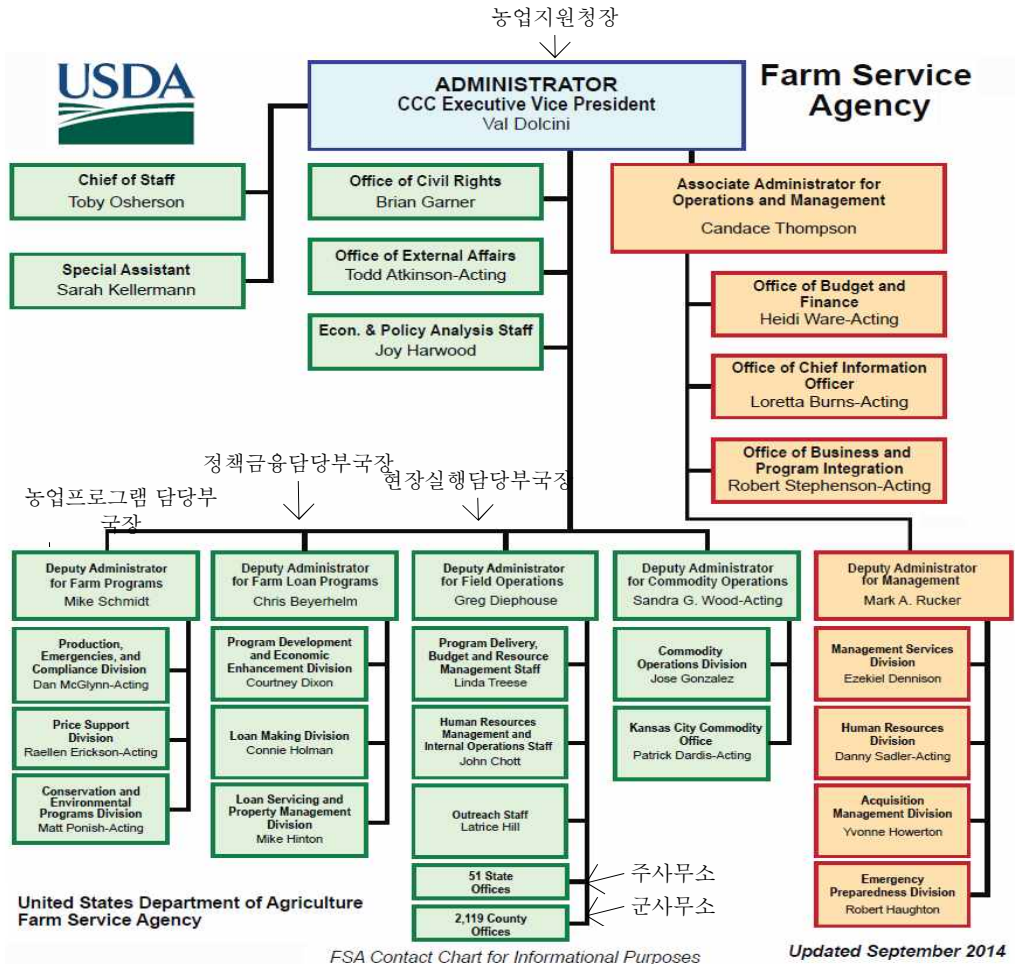 농업지원청장
USDA
ADMINISTRATOR
CCC Executive Vice President
Val Dolcini
Farm Service
Agency
Chief of Staff
Toby Osherson
Special Assistant
Sarah Kellermann
Office of Civil Rights
Brian Garner
Office of External Affairs
Todd Atkinson-Acting
Econ. & Policy Analysis Staff
Joy Harwood
Associate Administrator for
Operations and Management
Candace Thompson
Office of Budget and
Finance
Heidi Ware-Acting
Office of Chief Information
Officer
Loretta Burns-Acting
Office of Business and
Program Integration
Robert Stephenson-Acting
농업프로그램 담당부
국장
정책금융담당부국장
현장실행담당부국장
Deputy Administrator
for Farm Programs
Mike Schmidt
Production,
Emergencies, and
Compliance Division
Dan McGlynn-Acting
Price Support
Division
Raellen Erickson-Acting
Conservation and
Environmental
Programs Division
Matt Ponish-Acting
Deputy Administrator
for Farm Loan Programs
Chris Beyerhelm
Program Development
and Economic
Enhancement Division
Courtney Dixon
Loan Making Division
Connie Holman
Loan Servicing and
Property Management
Division
Mike Hinton
Deputy Administrator
for Field Operations
Greg Diephouse
Program Delivery,
Budget and Resource
Management Staff
Linda Treese
Human Resources
Management and
Internal Operations Staff
John Chott
Outreach Staff
Latrice Hill
51 State
Offices
주사무소
2,119 County
Offices
군사무소
Deputy Administrator
for Commodity Operations
Sandra G. Wood-Acting
Commodity
Operations Division
Jose Gonzalez
Kansas City Commodity
Office
Patrick Dardis-Acting
Deputy Administrator
for Management
Mark A. Rucker
Management Services
Division
Ezekiel Dennison
Human Resources
Division
Danny Sadler-Acting
Acquisition
Management Division
Yvonne Howerton
Emergency
Preparedness Division
Robert Haughton
United States Department of Agriculture
Farm Service Agency
FSA Contact Chart for Informational Purposes
Updated September 2014